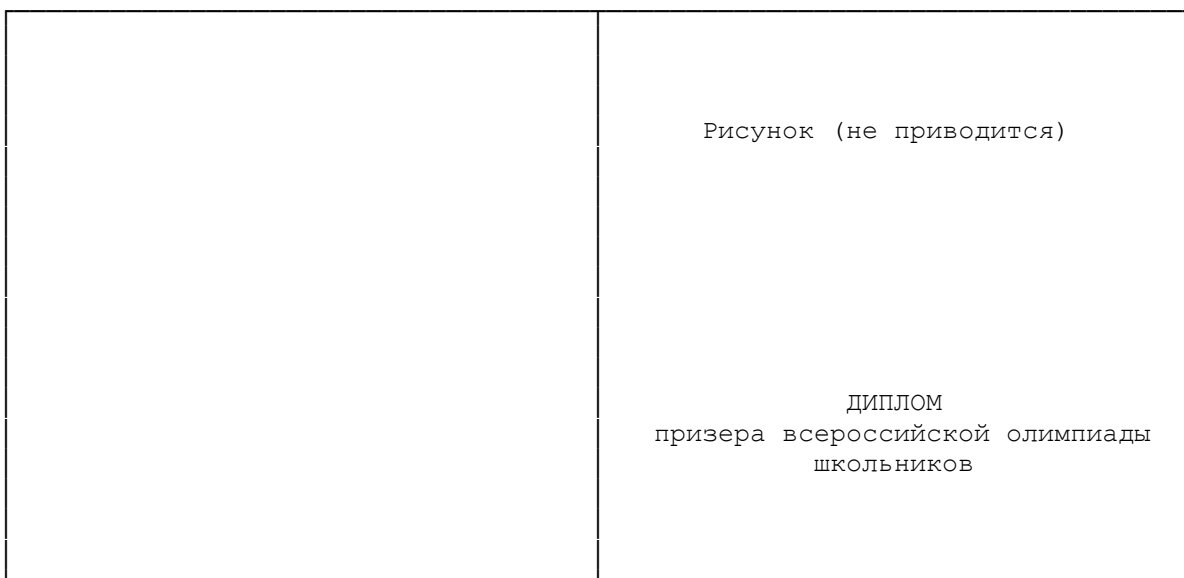 Рисунок (не приводится)
ДИПЛОМ
призера всероссийской олимпиады
школьников